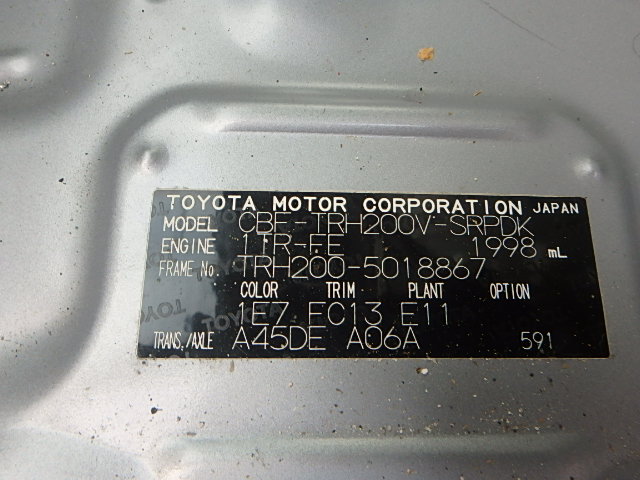 TOYOTA MOTOR CORPORATION JAPAN
MODEL CBF-TRH200V-SRPDK
ENGINE 1TR-FE 1998 mL
FRAME No. TRH200-5018867
COLOR TRIM PLANT OPTION
1E7 FC13 E11
TRANS./AXLE A45DE A06A 591